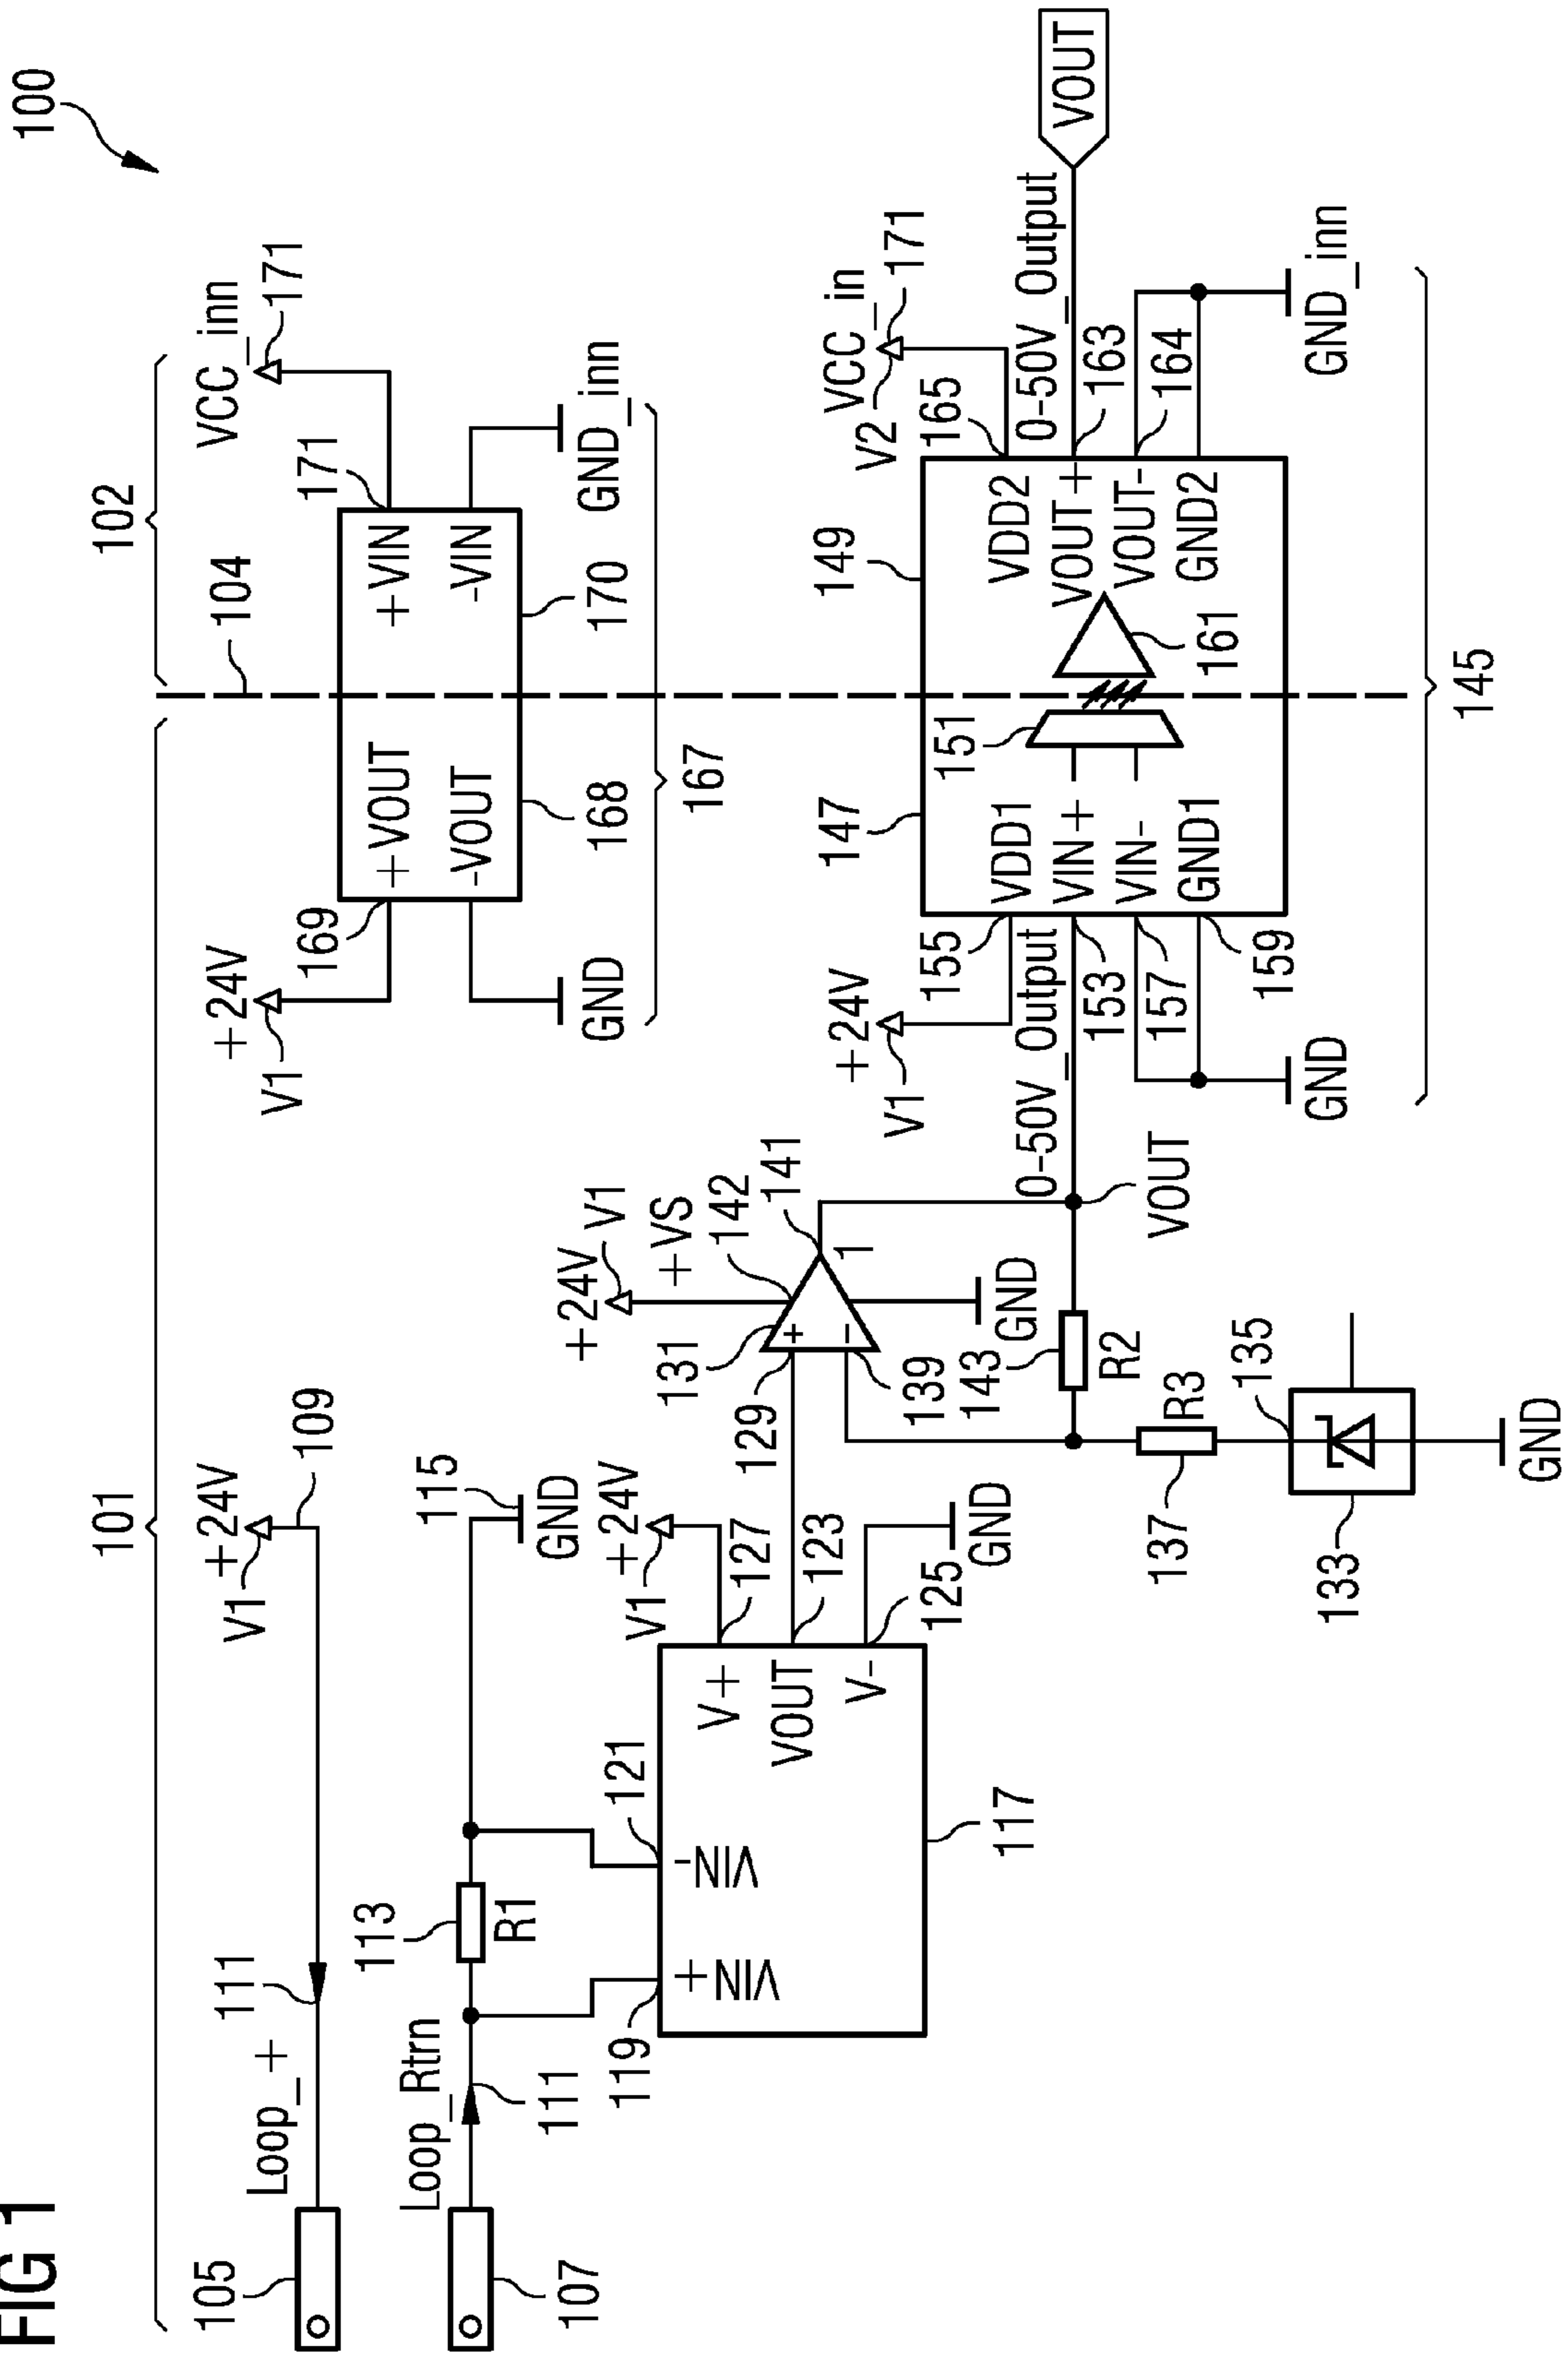 FIG 1
100
101
102
104
105
Loop_+
111
V1
+24V
109
107
Loop_Rtrn
111
113
R1
115
GND
119
121
VIN+
VIN-
117
V+
VOUT
V-
V1
+24V
127
123
125
GND
129
131
+24V
V1
+VS
142
141
+
-
1
139
GND
143
R2
137
R3
135
133
GND
VOUT
0-50V_Output
V1
+24V
169
+VOUT
-VOUT
168
GND
167
+VIN
-VIN
170
171
VCC_inn
171
GND_inn
V1
+24V
155
153
157
159
GND
147
VDD1
VIN+
VIN-
GND1
151
161
149
VDD2
VOUT+
VOUT-
GND2
165
V2
VCC_in
171
0-50V_Output
163
164
GND_inn
VOUT
145